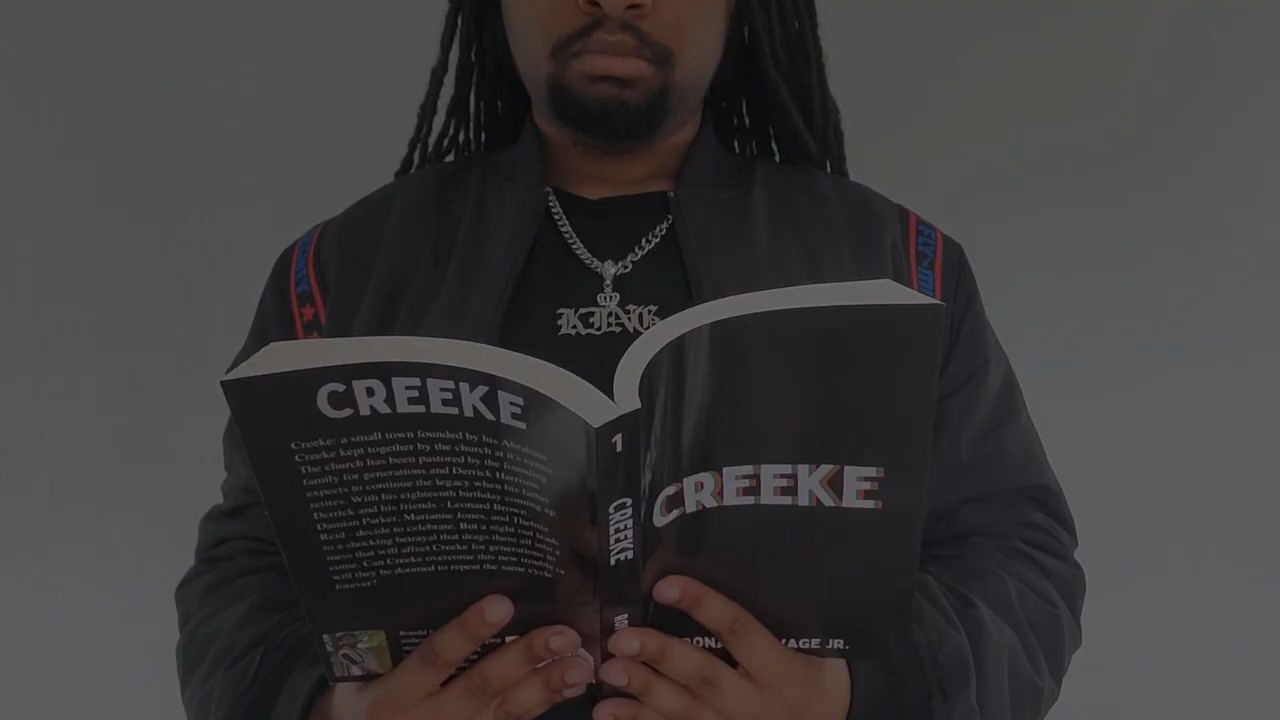 KING
FLY
CREEKE
Creeke: a small town founded by his Abraham
Creeke kept together by the church at it's center
The church has been pastored by the founding
family for generations and Derrick Harrison
expects to continue the legacy when his father
retires. With his eighteenth birthday coming up,
Derrick and his friends - Leonard Brown,
Damian Parker, Marianne Jones, and Thelma
Reid - decide to celebrate. But a night out leads
to a shocking betrayal that drags them all into a
mess that will affect Creeke for generations to
come. Can Creeke overcome this new trouble or
will they be doomed to repeat the same cycle
forever?
Ronald
1
CREEKE
CREEKE
JR.